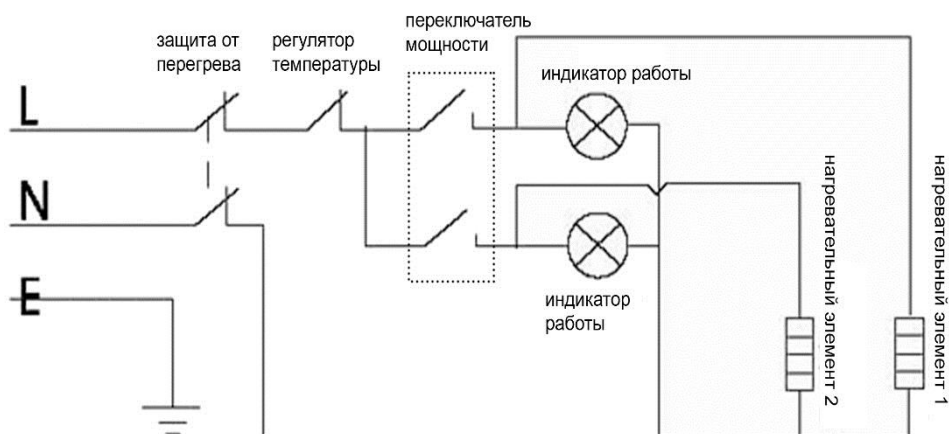 защита от
перегрева
регулятор
температуры
переключатель
мощности
индикатор работы
L
N
E
индикатор
работы
нагревательный элемент 2
нагревательный элемент 1